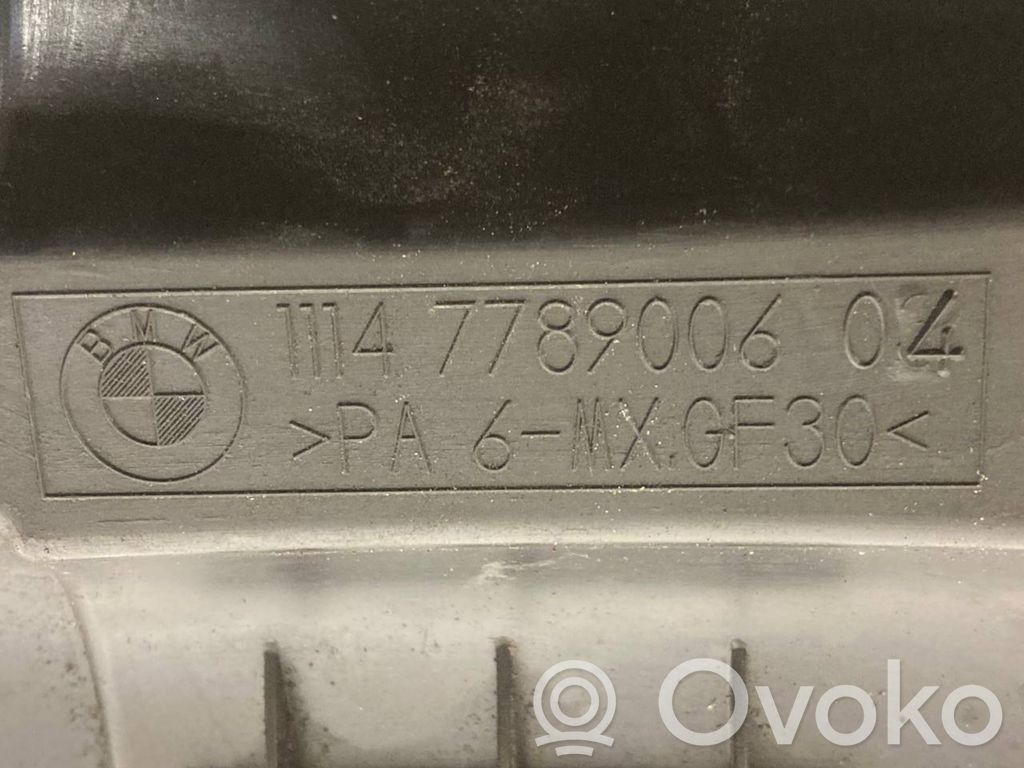 BMW
1114 7789006 04
>PA 6-MX.GF30<
Ovoko